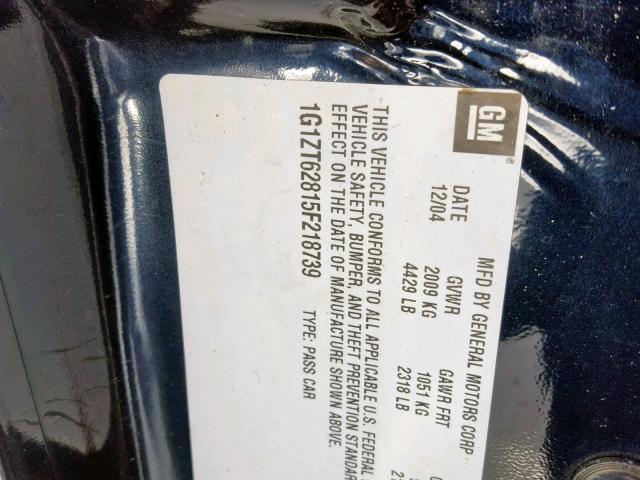 GM
MFD BY GENERAL MOTORS CORP
DATE GVWR GAWR FRT
12/04 2009 KG 1051 KG
4429 LB 2318 LB
THIS VEHICLE CONFORMS TO ALL APPLICABLE U.S. FEDERAL
VEHICLE SAFETY, BUMPER, AND THEFT PREVENTION STANDAR
EFFECT ON THE DATE OF MANUFACTURE SHOWN ABOVE.
1G1ZT62815F218739 TYPE: PASS CAR